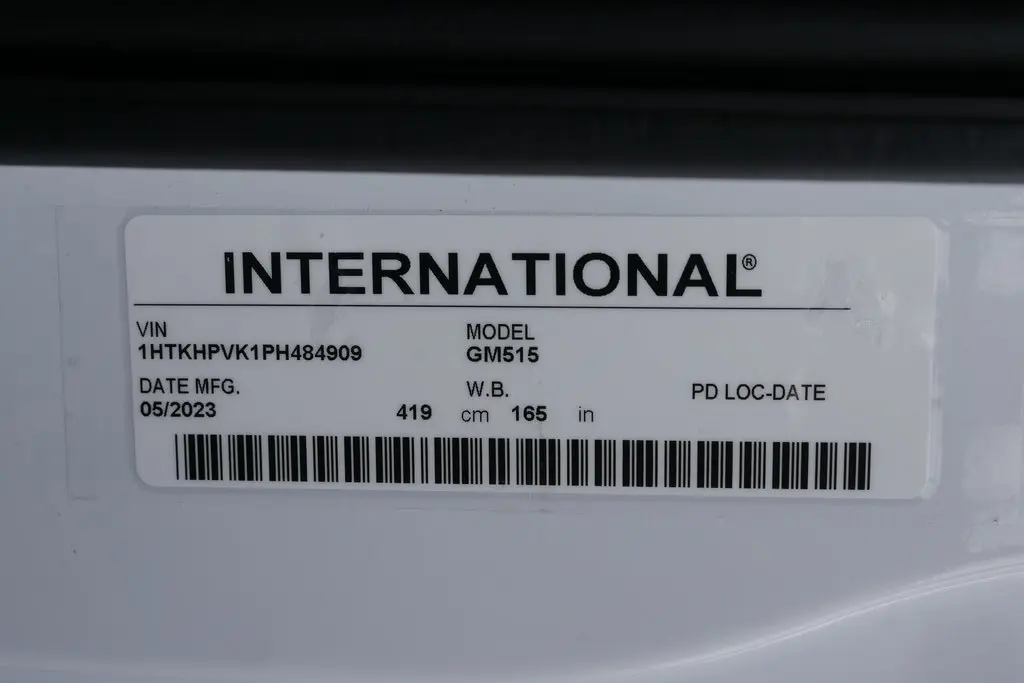 INTERNATIONAL®
VIN MODEL
1HTKHPVK1PH484909 GM515
DATE MFG. W.B. PD LOC-DATE
05/2023 419 cm 165 in